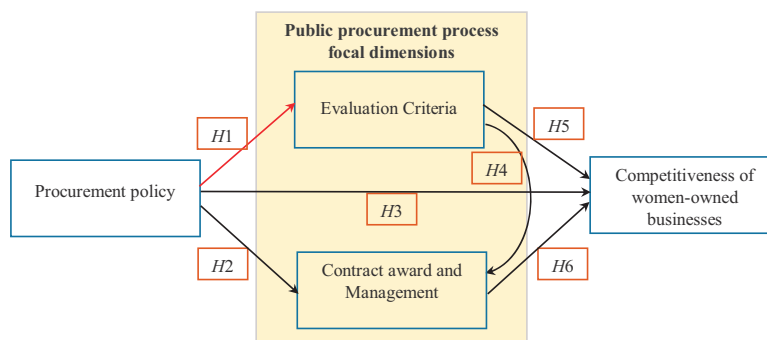 Public procurement process
focal dimensions
Evaluation Criteria
H1
H5
H4
Procurement policy
Competitiveness of
women-owned
businesses
H3
H2
Contract award and
Management
H6